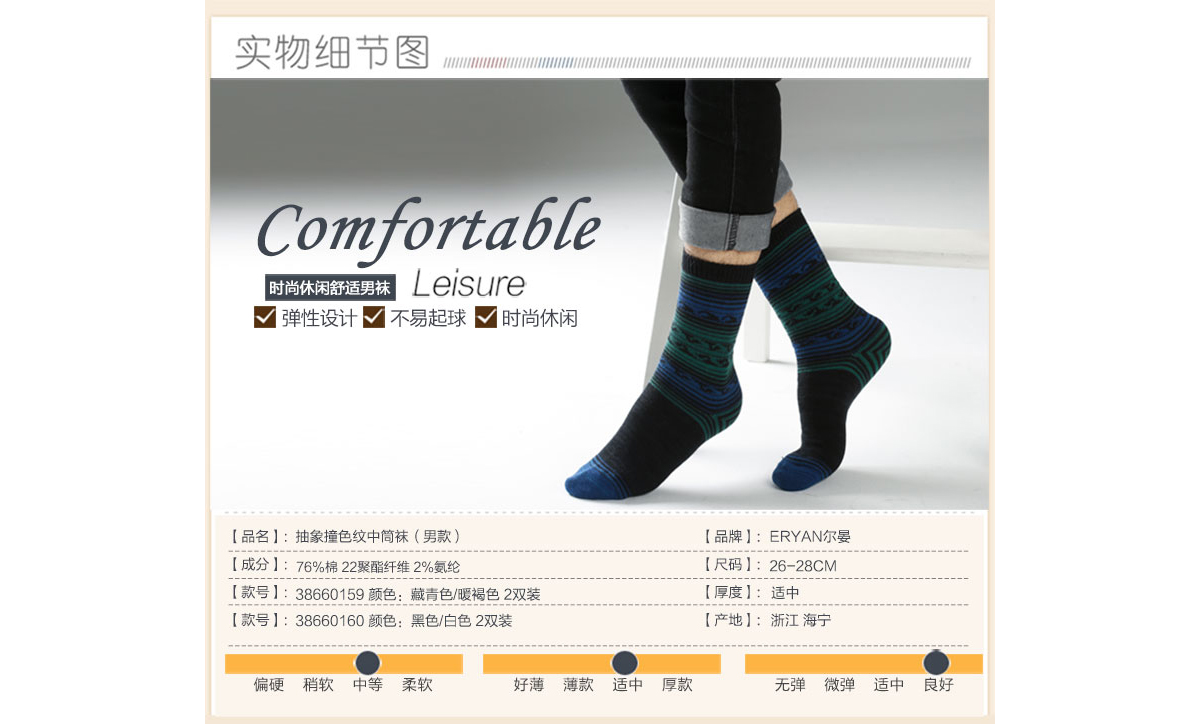 实物细节图
Comfortable
时尚休闲舒适男袜 Leisure
弹性设计 不易起球 时尚休闲
【品名】：抽象撞色纹中筒袜（男款） 【品牌】：ERYAN尔晏
【成分】：76%棉 22聚酯纤维 2%氨纶 【尺码】：26-28CM
【款号】：38660159 颜色：藏青色/暖褐色 2双装 【厚度】：适中
【款号】：38660160 颜色：黑色/白色 2双装 【产地】：浙江 海宁
偏硬 稍软 中等 柔软 好薄 薄款 适中 厚款 无弹 微弹 适中 良好